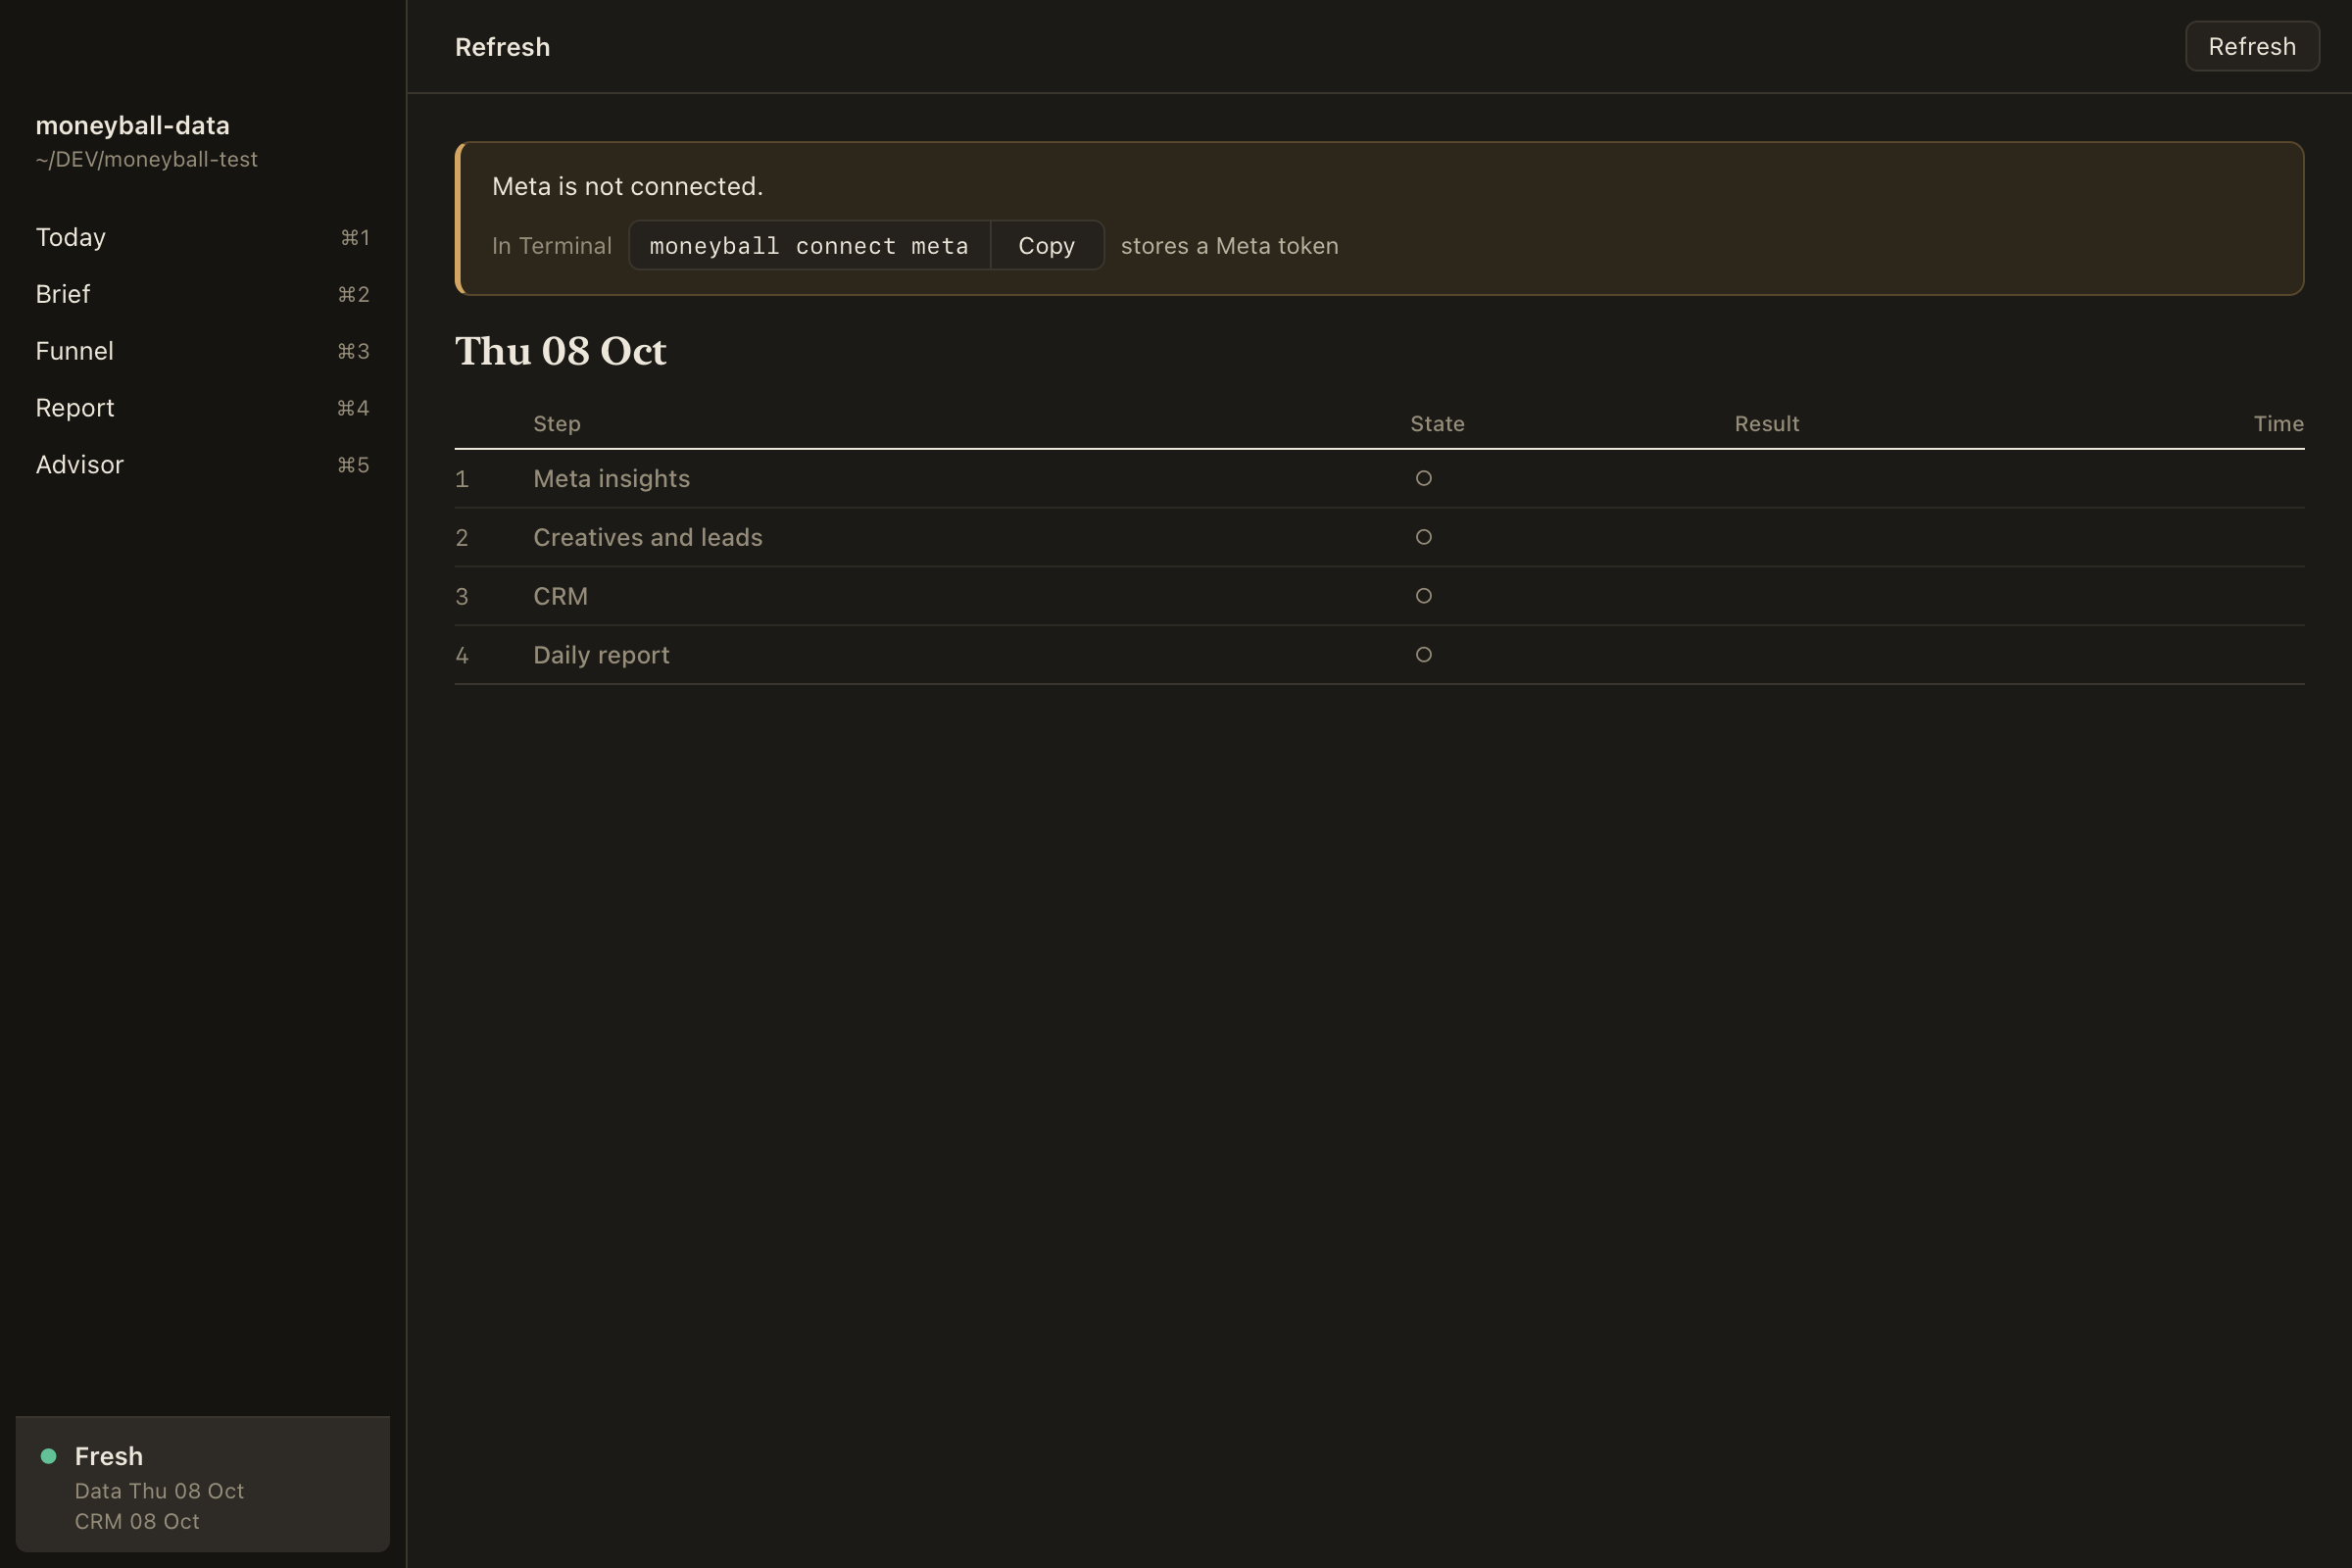 moneyball-data
~/DEV/moneyball-test
Today ⌘1
Brief ⌘2
Funnel ⌘3
Report ⌘4
Advisor ⌘5
Fresh
Data Thu 08 Oct
CRM 08 Oct
Refresh Refresh
Meta is not connected.
In Terminal moneyball connect meta Copy stores a Meta token
Thu 08 Oct
Step State Result Time
1 Meta insights
2 Creatives and leads
3 CRM
4 Daily report